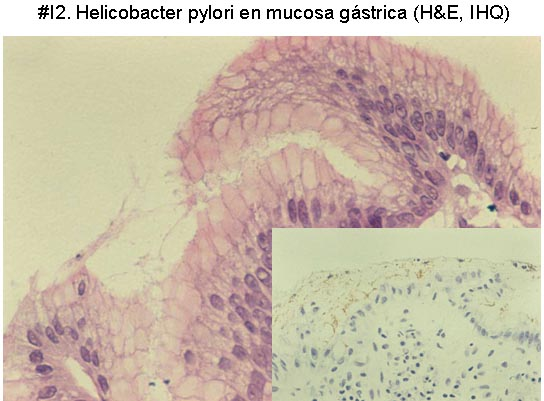 #I2. Helicobacter pylori en mucosa gástrica (H&E, IHQ)